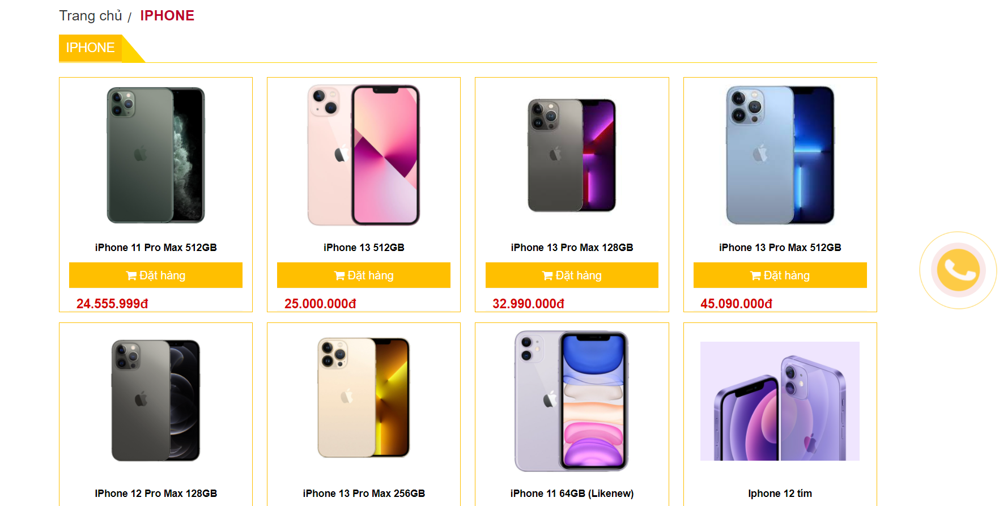 Trang chủ / IPHONE
IPHONE
iPhone 11 Pro Max 512GB
Đặt hàng
24.555.999đ
iPhone 13 512GB
Đặt hàng
25.000.000đ
iPhone 13 Pro Max 128GB
Đặt hàng
32.990.000đ
iPhone 13 Pro Max 512GB
Đặt hàng
45.090.000đ
IPhone 12 Pro Max 128GB
iPhone 13 Pro Max 256GB
iPhone 11 64GB (Likenew)
Iphone 12 tím